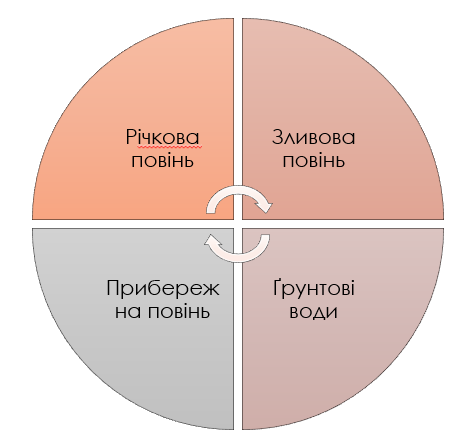 Річкова
повінь
Зливова
повінь
Прибереж
на повінь
Ґрунтові
води